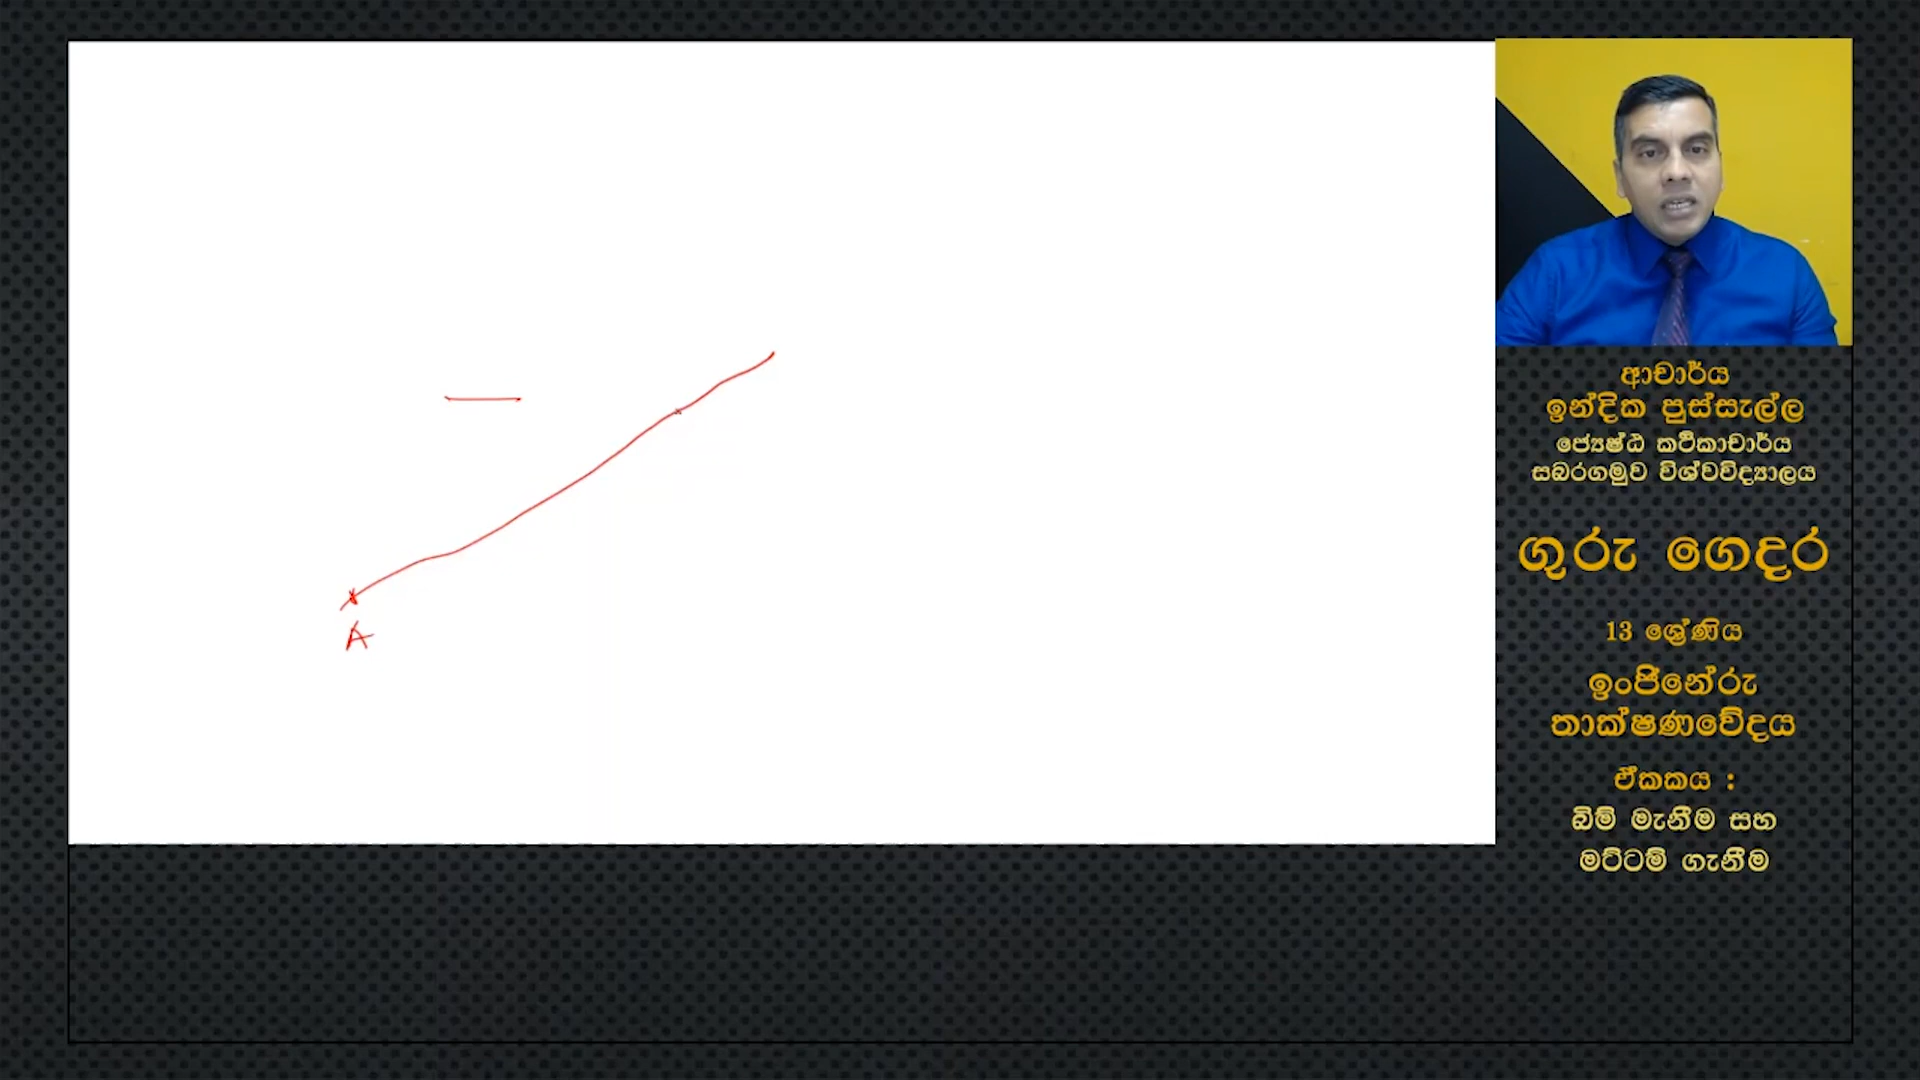 A
ආචාර්ය
ඉන්දික පුස්සැල්ල
ජ්‍යෙෂ්ඨ කථිකාචාර්ය
සබරගමුව විශ්වවිද්‍යාලය
ගුරු ගෙදර
13 ශ්‍රේණිය
ඉංජිනේරු
තාක්ෂණවේදය
ඒකකය :
බිම් මැනීම සහ
මට්ටම් ගැනීම